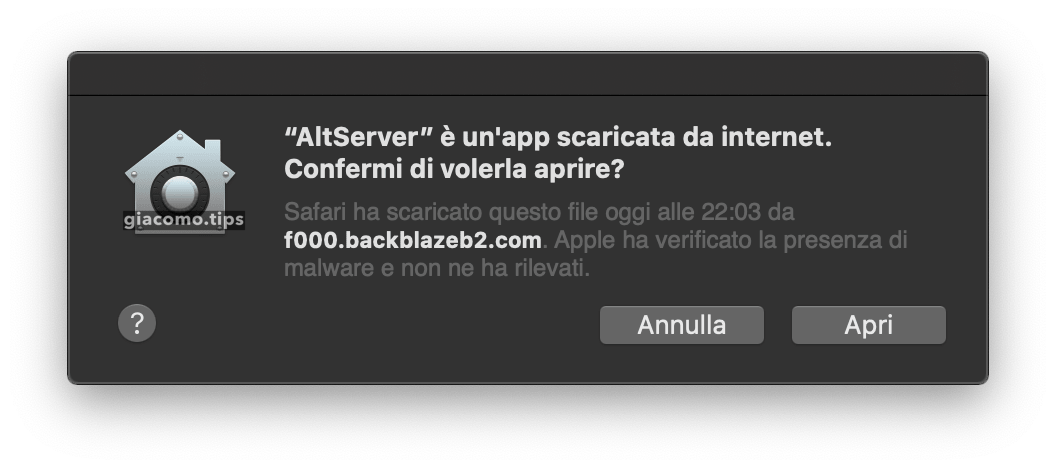 “AltServer” è un'app scaricata da internet.
Confermi di volerla aprire?
giacomo.tips
Safari ha scaricato questo file oggi alle 22:03 da
f000.backblazeb2.com. Apple ha verificato la presenza di
malware e non ne ha rilevati.
?
Annulla
Apri